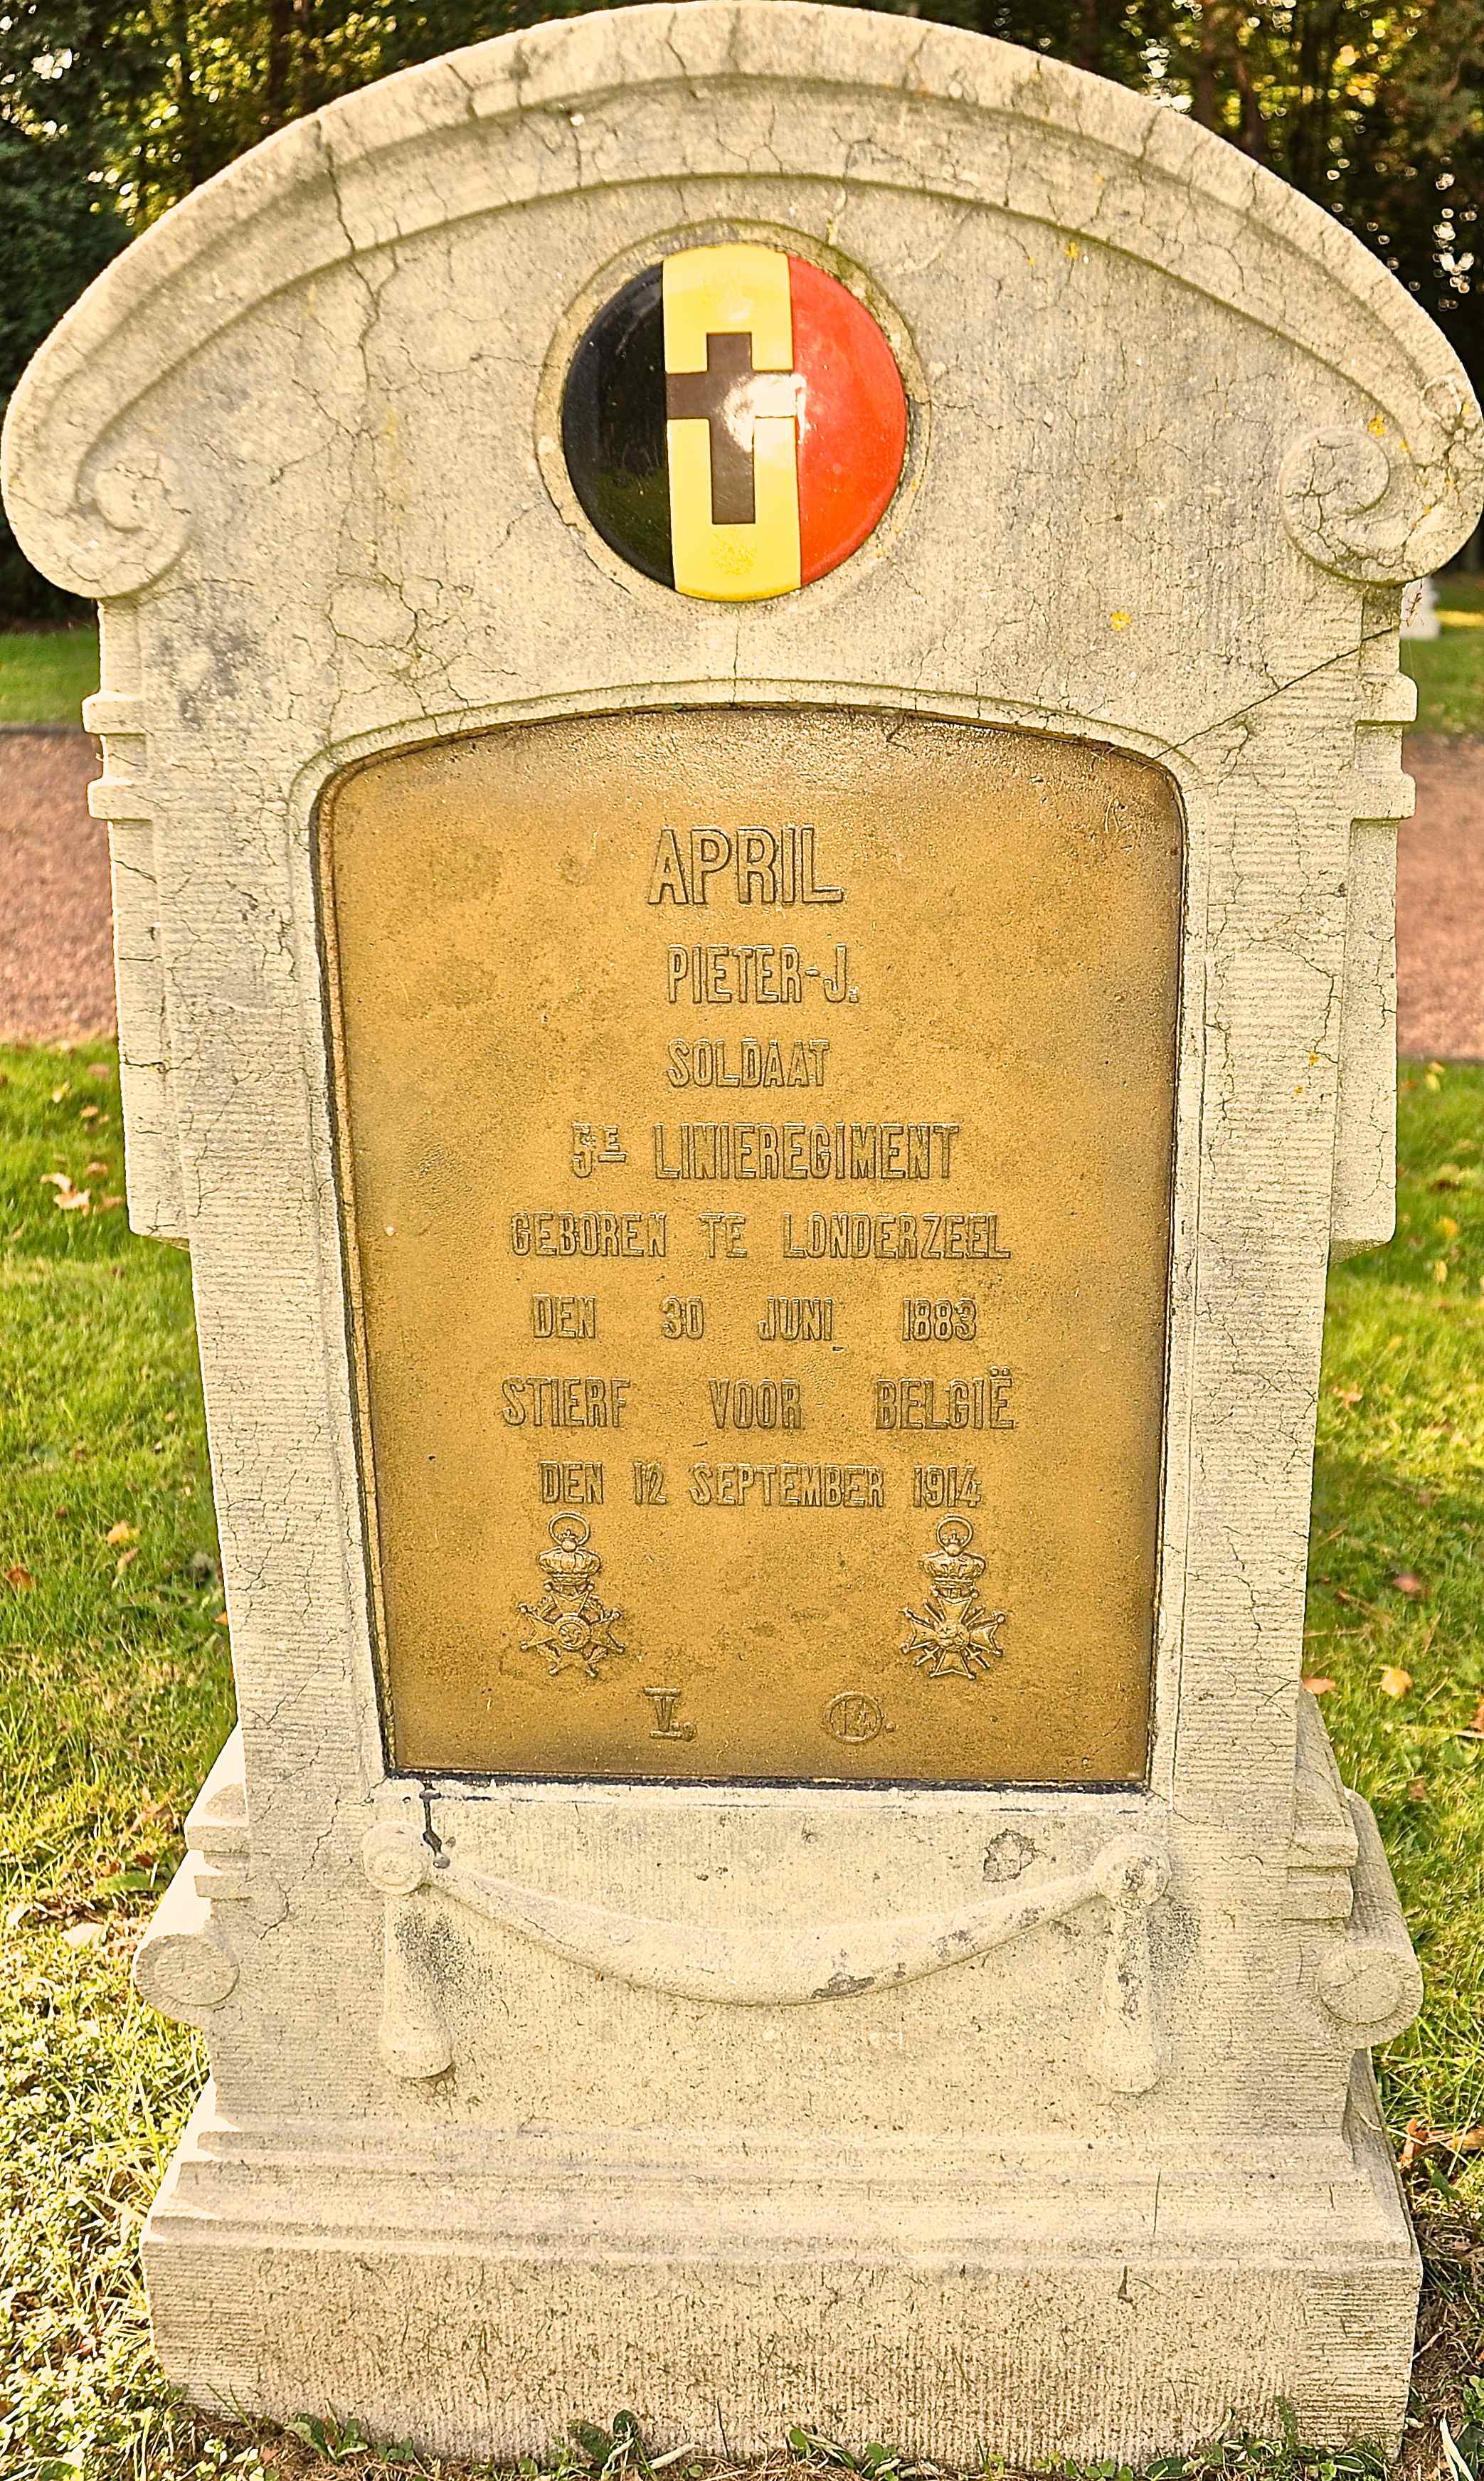 APRIL
PIETER-J.
SOLDAAT
5E LINIEREGIMENT
GEBOREN TE LONDERZEEL
DEN 30 JUNI 1883
STIERF VOOR BELGIË
DEN 12 SEPTEMBER 1914
V.